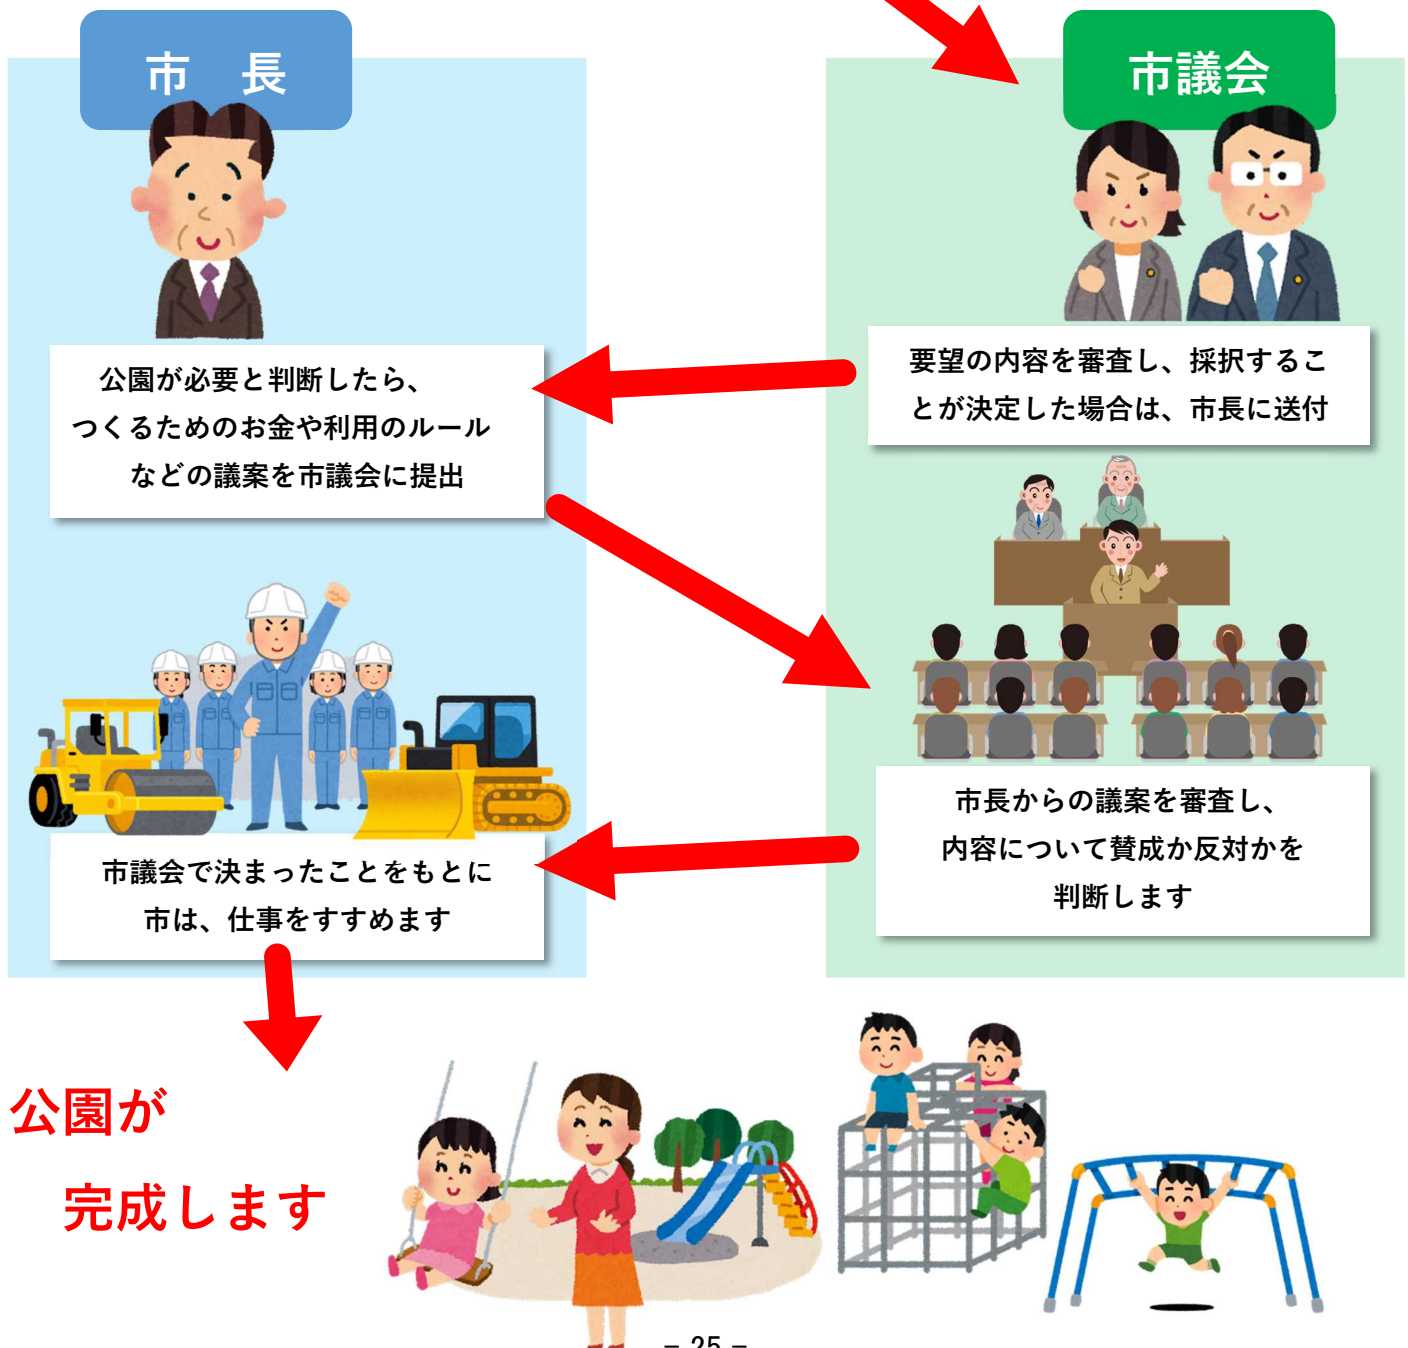 市　長
市議会
要望の内容を審査し、採択するこ
とが決定した場合は、市長に送付
公園が必要と判断したら、
つくるためのお金や利用のルール
などの議案を市議会に提出
市長からの議案を審査し、
内容について賛成か反対かを
判断します
市議会で決まったことをもとに
市は、仕事をすすめます
公園が
完成します
– 25 –